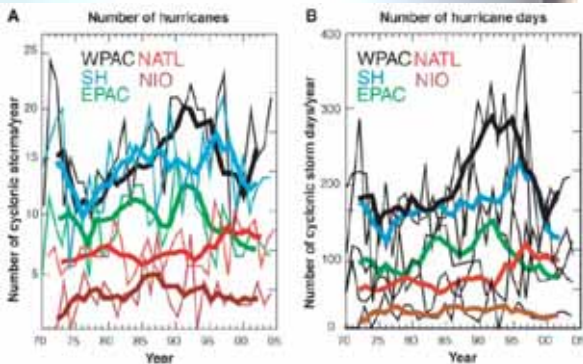 A Number of hurricanes
Number of cyclonic storms/year
25
20
15
10
5
WPAC NATL
SH NIO
EPAC
70 75 80 85 90 95 00 05
Year
B Number of hurricane days
Number of cyclonic storm days/year
400
300
200
100
0
WPAC NATL
SH NIO
EPAC
70 75 80 85 90 95 00 05
Year